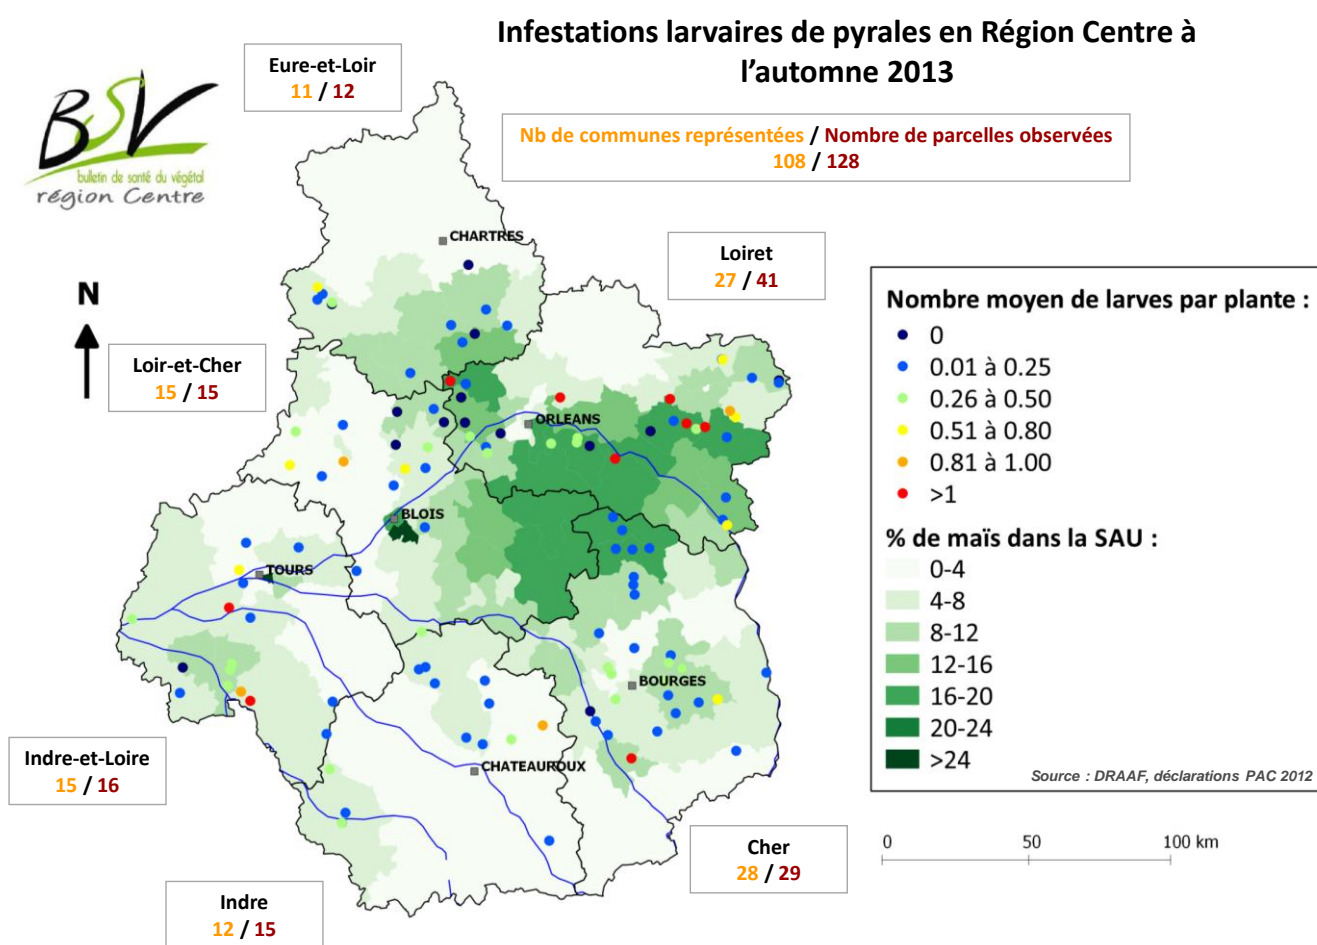 Infestations larvaires de pyrales en Région Centre à
l'automne 2013
BSV
bulletin de santé du végétal
région Centre
Eure-et-Loir
11 / 12
Nb de communes représentées / Nombre de parcelles observées
108 / 128
Loiret
27 / 41
N
Loir-et-Cher
15 / 15
CHARTRES
ORLEANS
BLOIS
TOURS
BOURGES
CHATEAUROUX
Nombre moyen de larves par plante :
0
0.01 à 0.25
0.26 à 0.50
0.51 à 0.80
0.81 à 1.00
>1
% de maïs dans la SAU :
0-4
4-8
8-12
12-16
16-20
20-24
>24
Source : DRAAF, déclarations PAC 2012
Indre-et-Loire
15 / 16
0 50 100 km
Cher
28 / 29
Indre
12 / 15